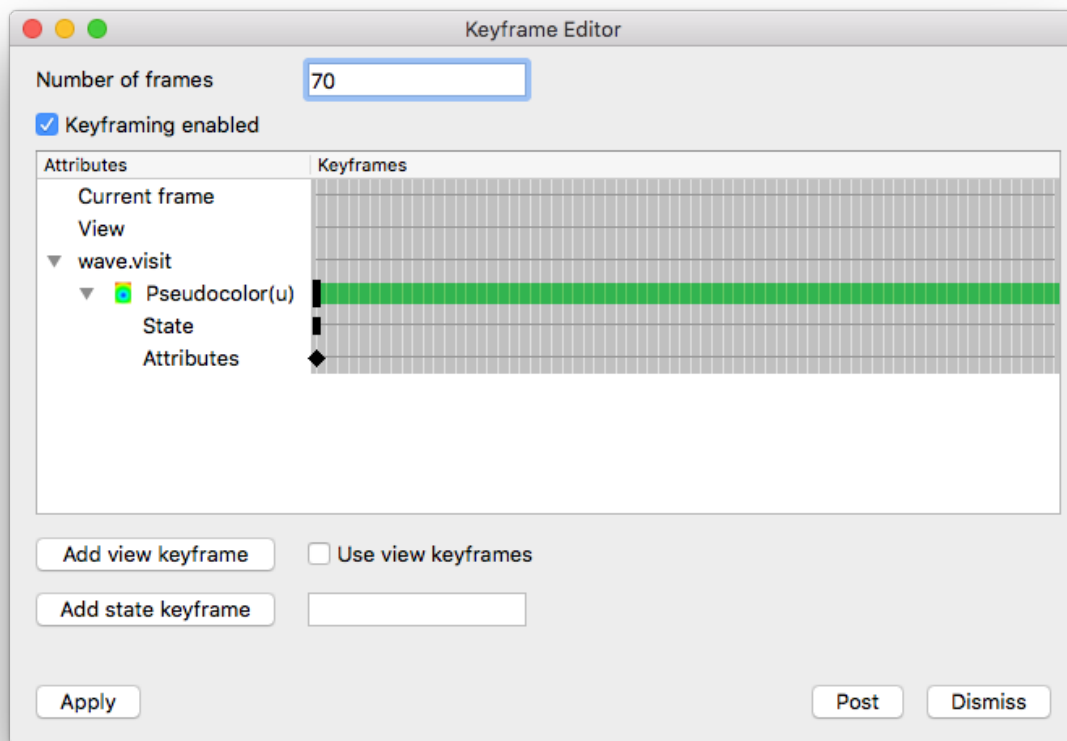 Keyframe Editor
Number of frames 70
Keyframing enabled
Attributes Keyframes
Current frame
View
wave.visit
Pseudocolor(u)
State
Attributes
Add view keyframe Use view keyframes
Add state keyframe
Apply Post Dismiss